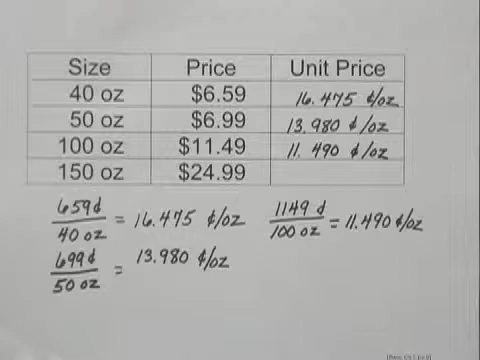 Size Price Unit Price
40 oz $6.59 16.475 ¢/oz
50 oz $6.99 13.980 ¢/oz
100 oz $11.49 11.490 ¢/oz
150 oz $24.99
659¢ / 40 oz = 16.475 ¢/oz
1149 ¢ / 100 oz = 11.490 ¢/oz
699¢ / 50 oz = 13.980 ¢/oz